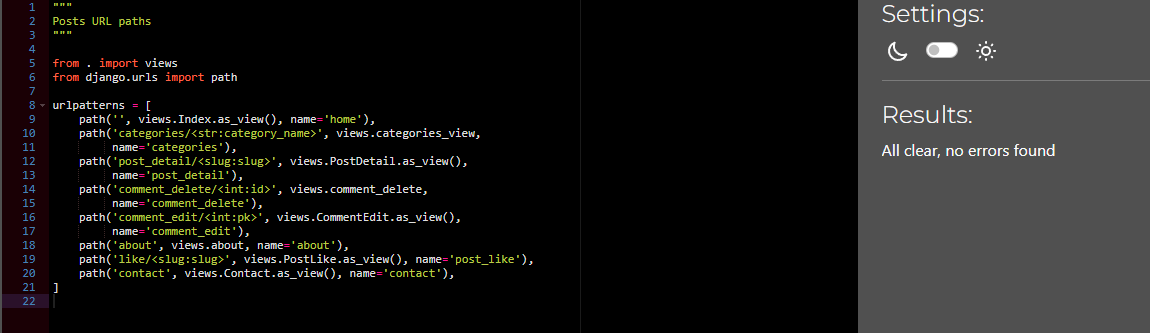 1 """
2 Posts URL paths
3 """
4
5 from . import views
6 from django.urls import path
7
8 urlpatterns = [
9     path('', views.Index.as_view(), name='home'),
10     path('categories/<str:category_name>', views.categories_view,
11          name='categories'),
12     path('post_detail/<slug:slug>', views.PostDetail.as_view(),
13          name='post_detail'),
14     path('comment_delete/<int:id>', views.comment_delete,
15          name='comment_delete'),
16     path('comment_edit/<int:pk>', views.CommentEdit.as_view(),
17          name='comment_edit'),
18     path('about', views.about, name='about'),
19     path('like/<slug:slug>', views.PostLike.as_view(), name='post_like'),
20     path('contact', views.Contact.as_view(), name='contact'),
21 ]
22
Settings:
Results:
All clear, no errors found